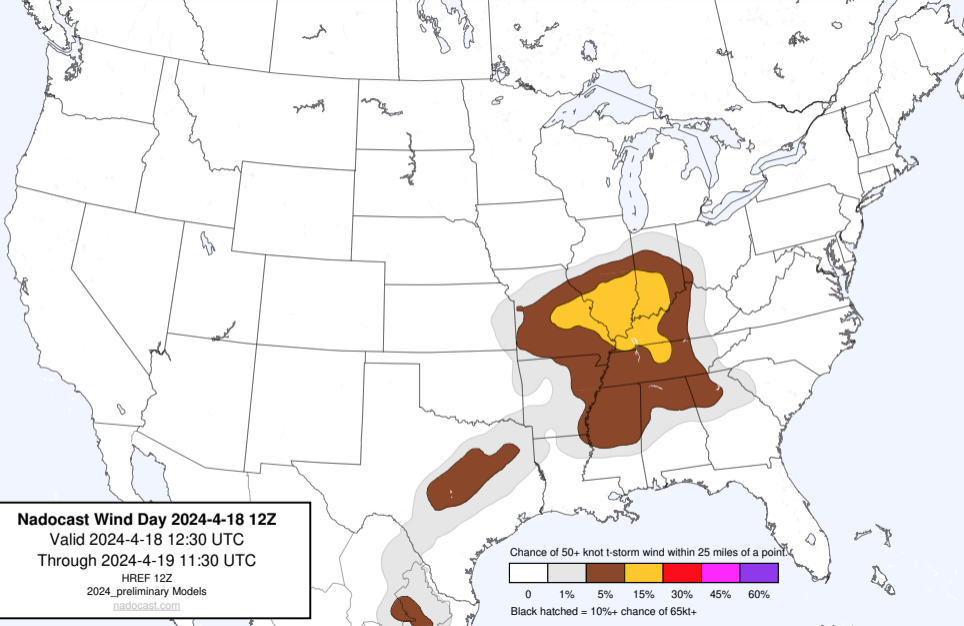 Nadocast Wind Day 2024-4-18 12Z
Valid 2024-4-18 12:30 UTC
Through 2024-4-19 11:30 UTC
HREF 12Z
2024_preliminary Models
nadocast.com
Chance of 50+ knot t-storm wind within 25 miles of a point.
0 1% 5% 15% 30% 45% 60%
Black hatched = 10%+ chance of 65kt+